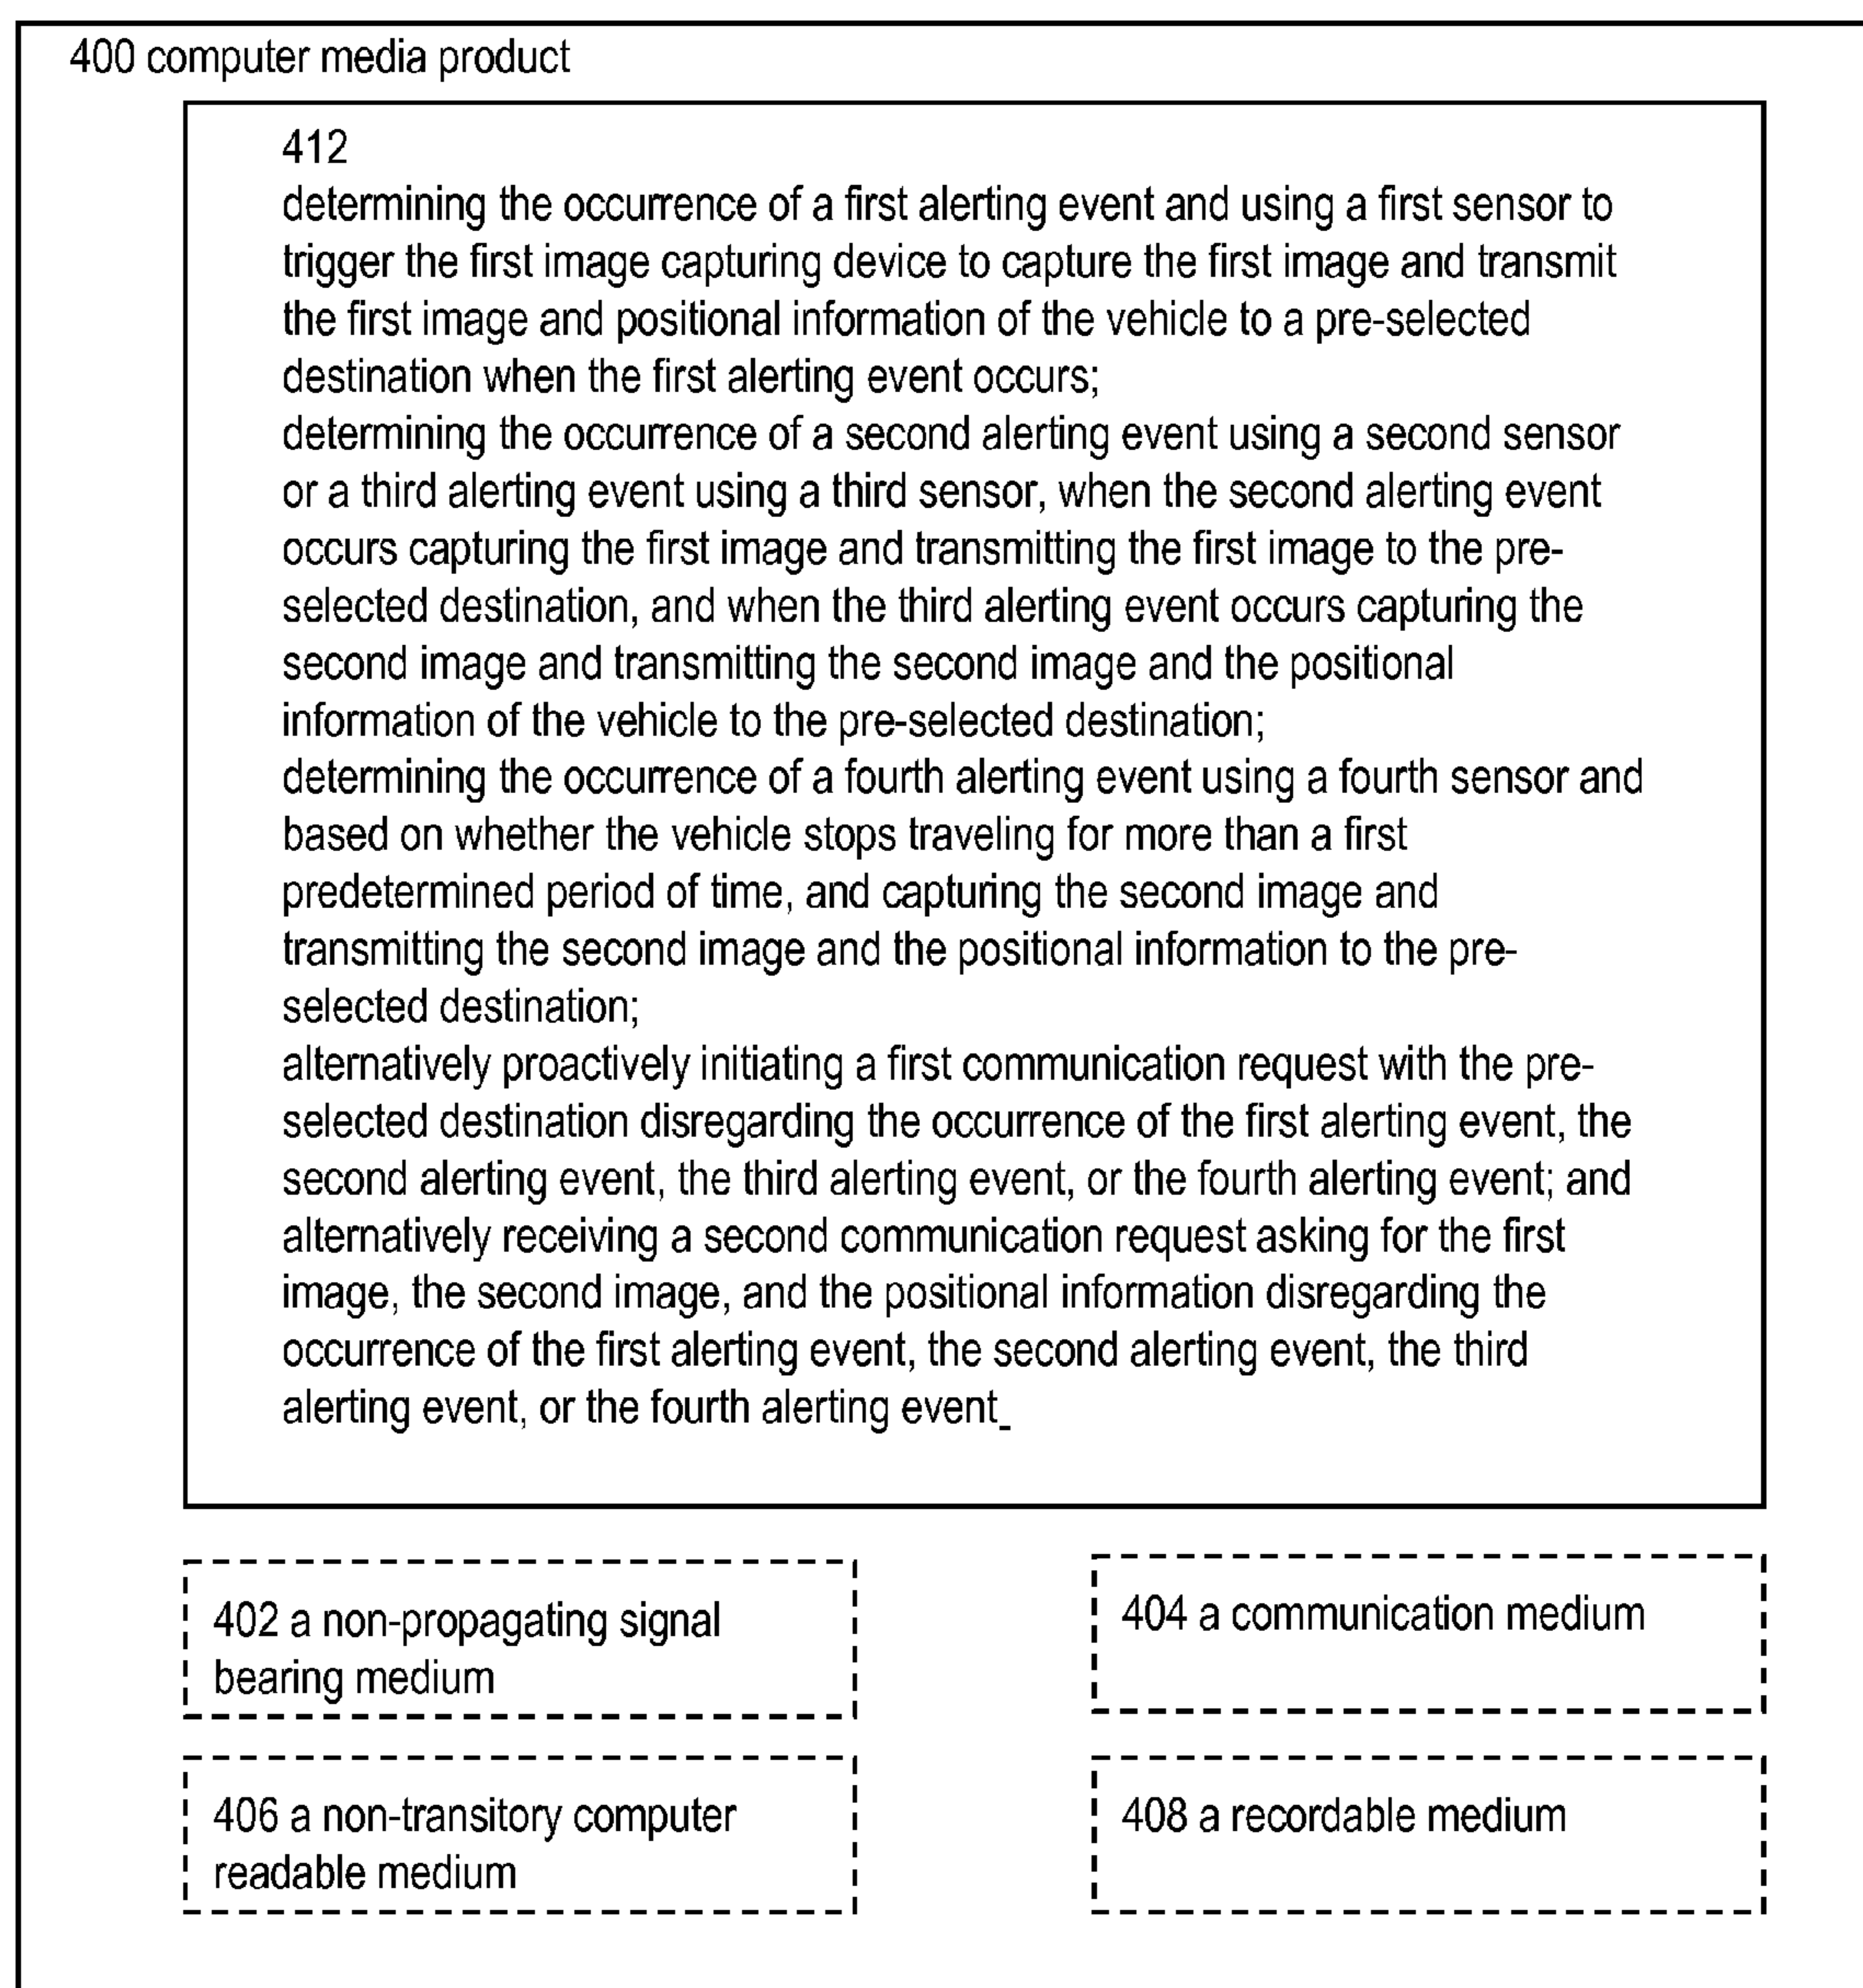 400 computer media product
412
determining the occurrence of a first alerting event and using a first sensor to
trigger the first image capturing device to capture the first image and transmit
the first image and positional information of the vehicle to a pre-selected
destination when the first alerting event occurs;
determining the occurrence of a second alerting event using a second sensor
or a third alerting event using a third sensor, when the second alerting event
occurs capturing the first image and transmitting the first image to the pre-
selected destination, and when the third alerting event occurs capturing the
second image and transmitting the second image and the positional
information of the vehicle to the pre-selected destination;
determining the occurrence of a fourth alerting event using a fourth sensor and
based on whether the vehicle stops traveling for more than a first
predetermined period of time, and capturing the second image and
transmitting the second image and the positional information to the pre-
selected destination;
alternatively proactively initiating a first communication request with the pre-
selected destination disregarding the occurrence of the first alerting event, the
second alerting event, the third alerting event, or the fourth alerting event; and
alternatively receiving a second communication request asking for the first
image, the second image, and the positional information disregarding the
occurrence of the first alerting event, the second alerting event, the third
alerting event, or the fourth alerting event_
402 a non-propagating signal
bearing medium
404 a communication medium
406 a non-transitory computer
readable medium
408 a recordable medium